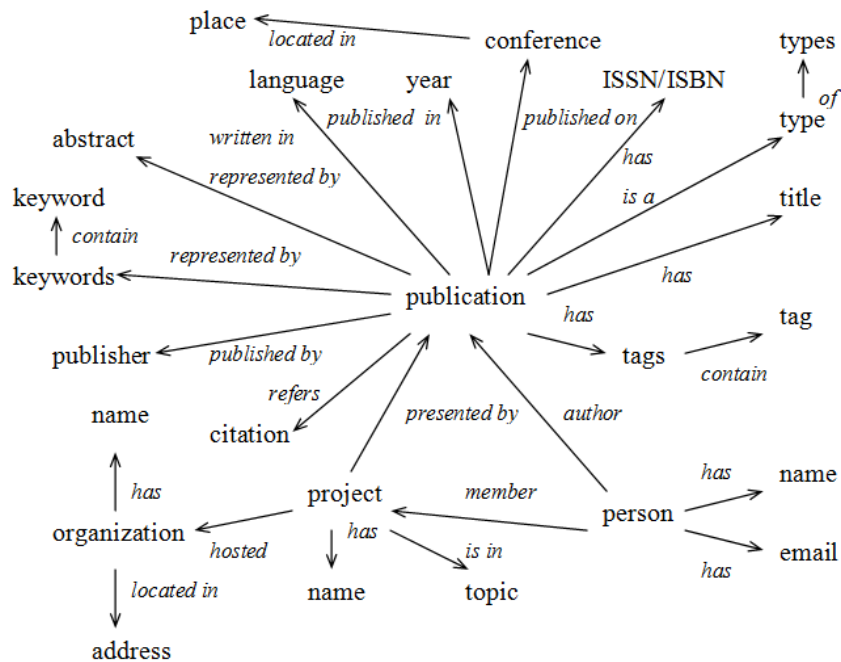 place
located in
conference
types
language
year
ISSN/ISBN
of
published in
published on
type
abstract
written in
has
represented by
is a
keyword
title
contain
represented by
has
keywords
publication
has
tag
publisher
published by
tags
contain
refers
name
presented by
author
citation
has
project
member
has
name
organization
hosted
has
is in
person
has
email
located in
name
topic
address